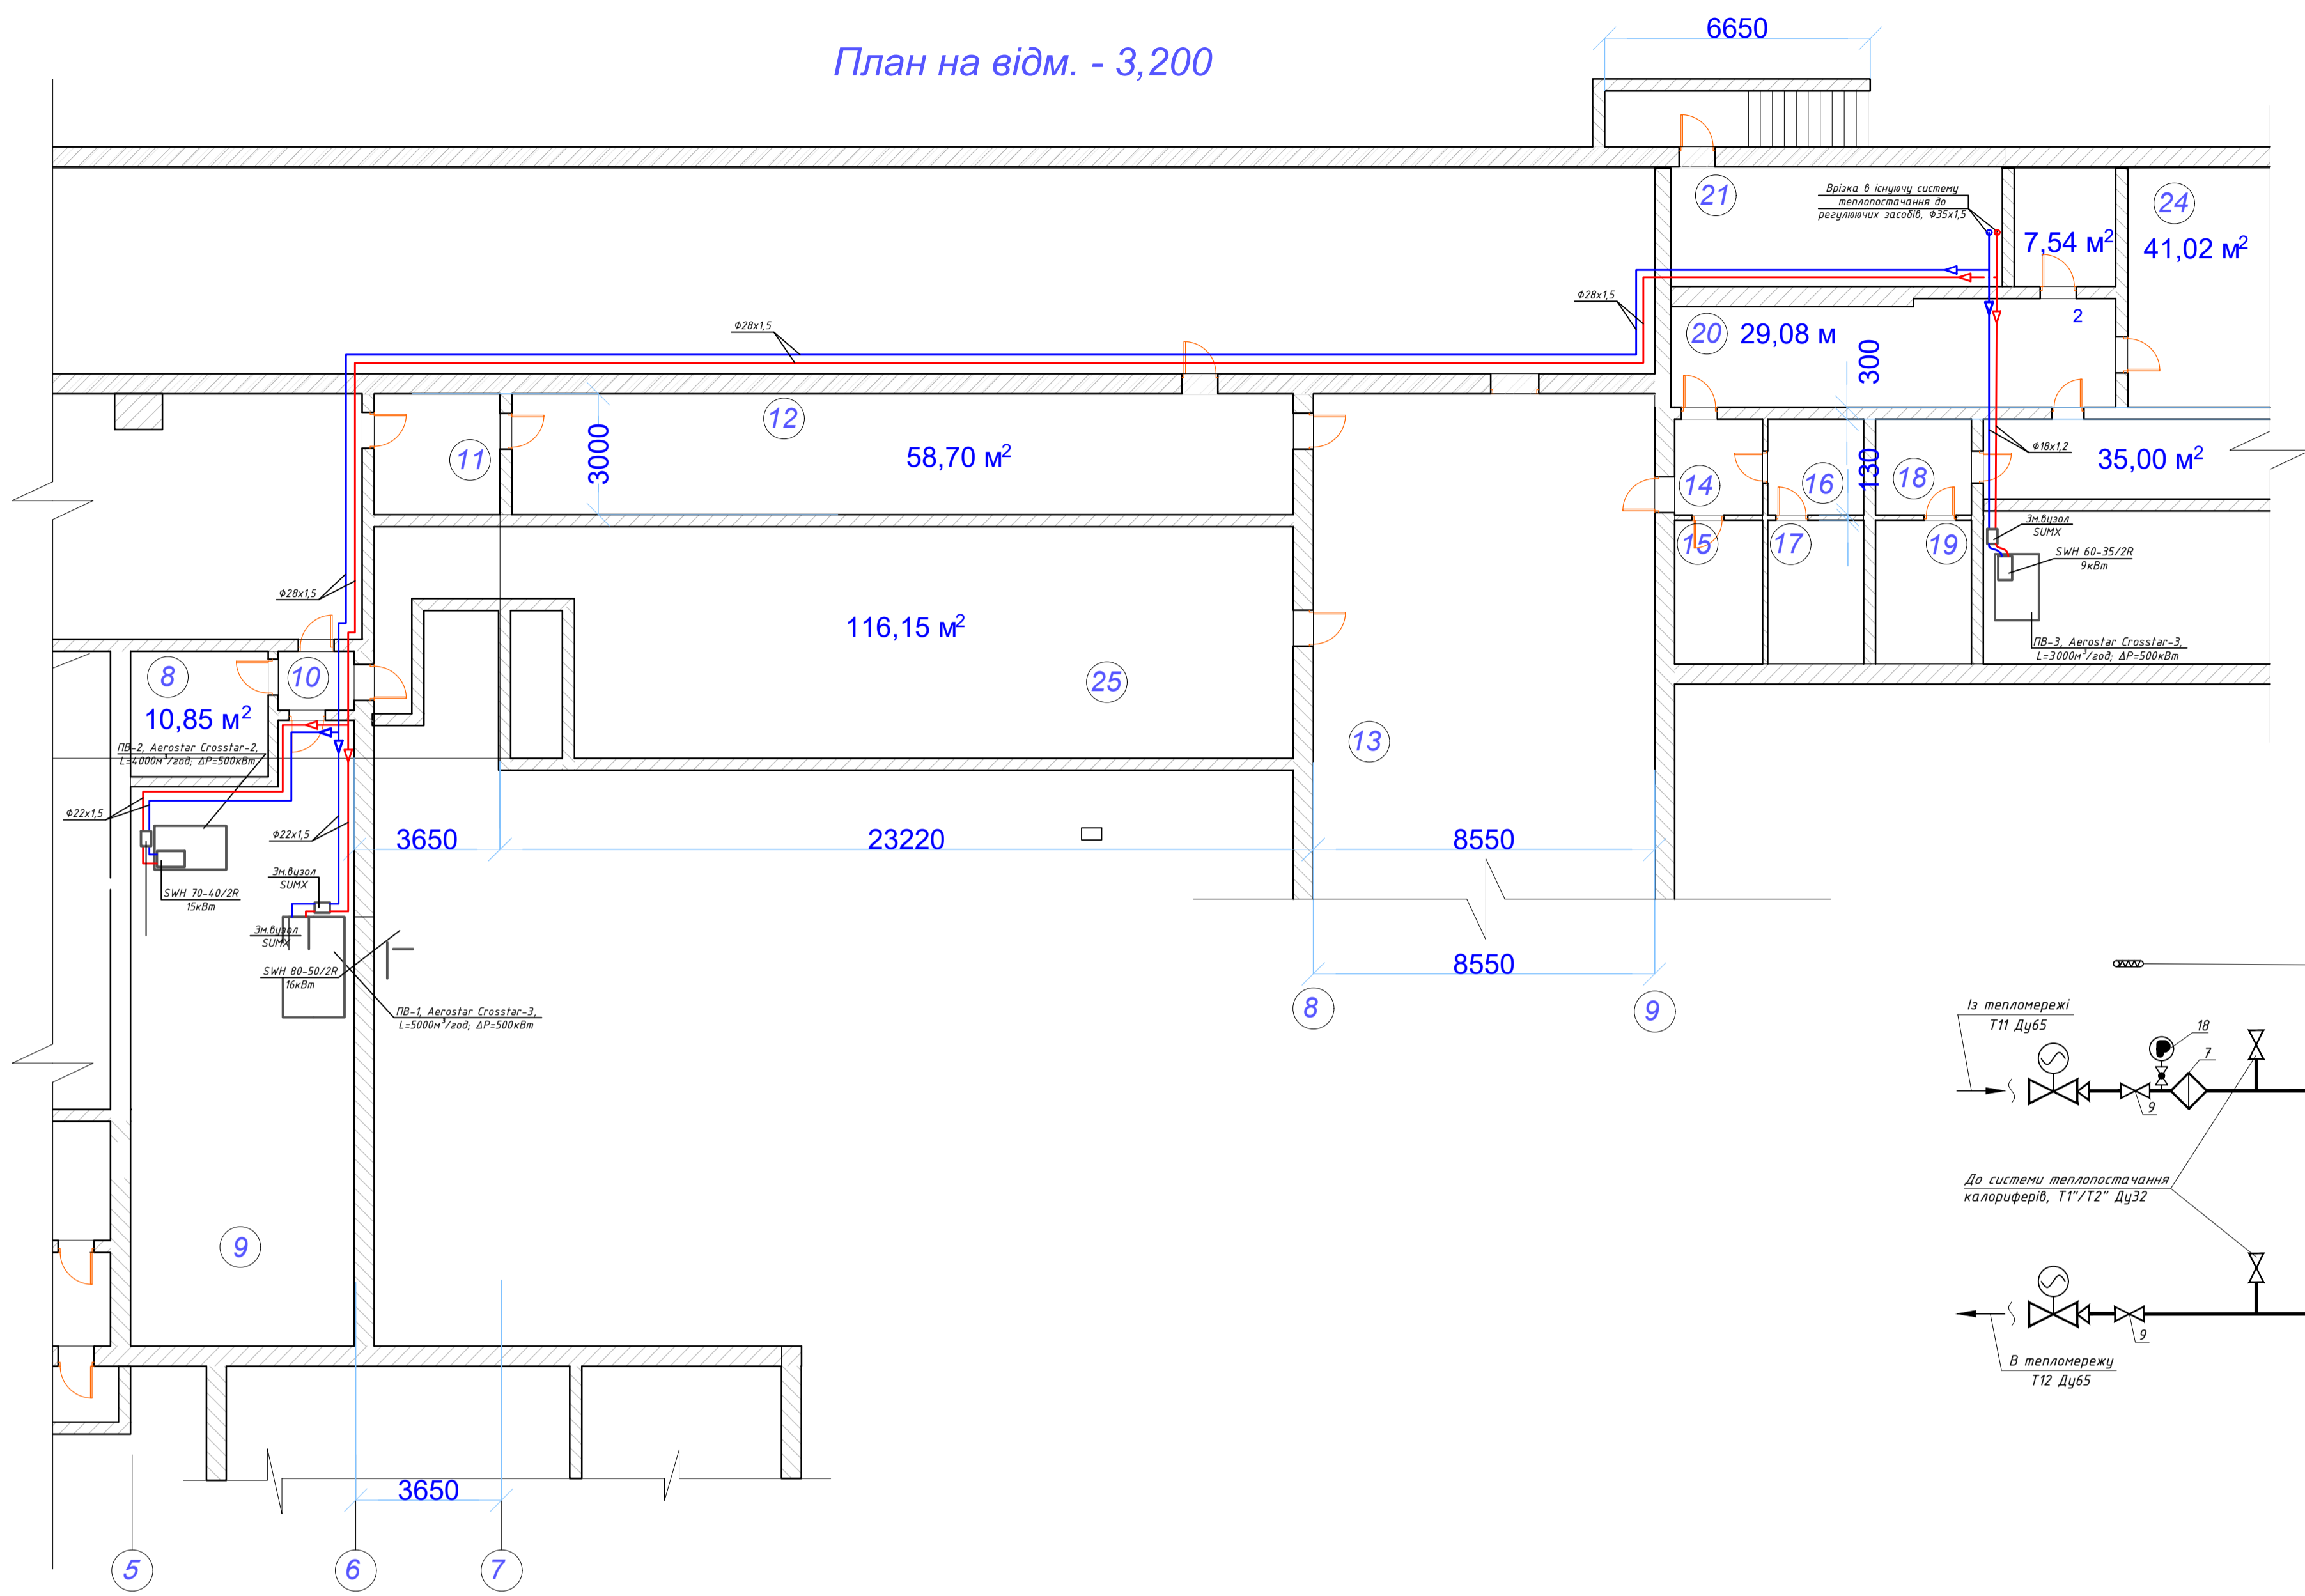 План на відм. - 3,200
6650
21
Врізка в існуючу систему
теплопостачання до
регулюючих засобів, Ф35х1,5
24
7,54 м²
41,02 м²
Ф28х1,5
Ф28х1,5
20
29,08 м
2
300
12
11
3000
58,70 м²
14
16
130
18
Ф18х1,2
35,00 м²
15
17
19
Зм.вузол
SUMX
SWH 60-35/2R
9кВт
ПВ-3, Aerostar Crosstar-3,
L=3000м³/год; ΔP=500кВт
Ф28х1,5
116,15 м²
25
8
10
10,85 м²
13
ПВ-2, Aerostar Crosstar-2,
L=4000м³/год; ΔP=500кВт
Ф22х1,5
Ф22х1,5
3650
23220
8550
Зм.вузол
SUMX
SWH 70-40/2R
15кВт
Зм.вузол
SUMX
SWH 80-50/2R
16кВт
ПВ-1, Aerostar Crosstar-3,
L=5000м³/год; ΔP=500кВт
8550
8
9
Із тепломережі
Т11 Ду65
18
7
9
До системи теплопостачання
калориферів, Т1"/Т2" Ду32
9
9
В тепломережу
Т12 Ду65
3650
5
6
7